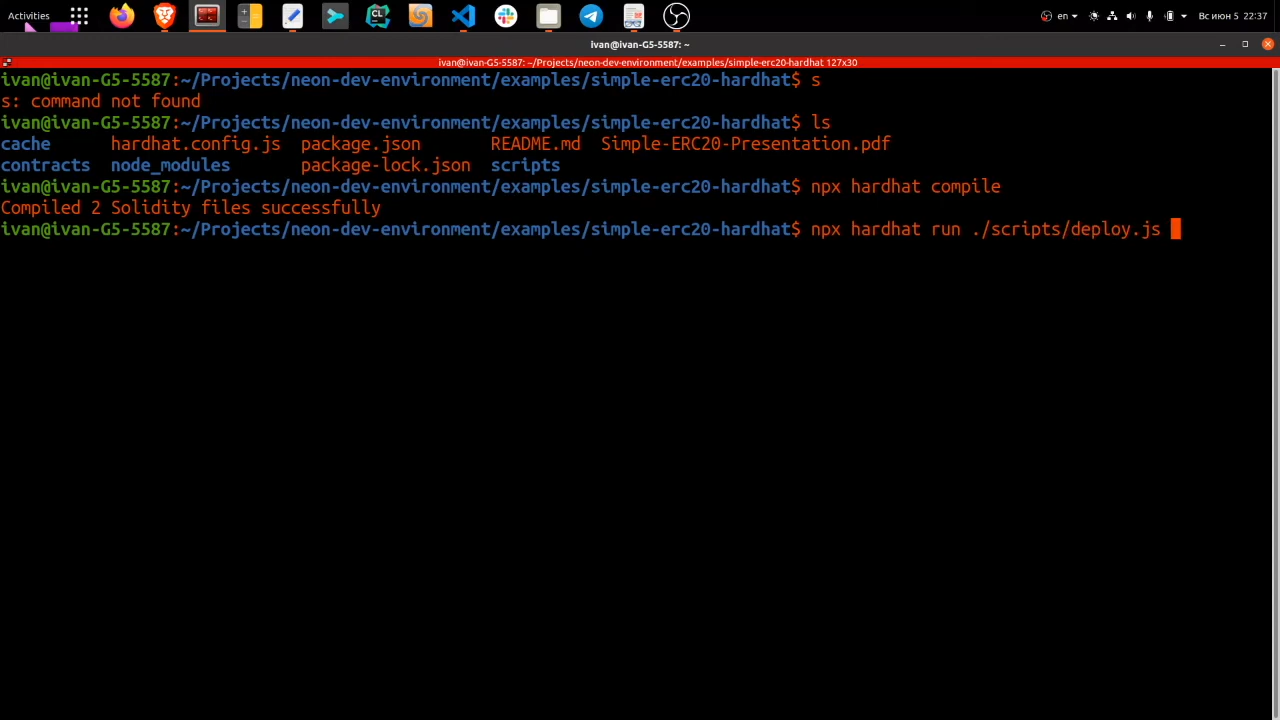 Activities
en
Вс июн 5 22:37
ivan@ivan-G5-5587: ~
ivan@ivan-G5-5587: ~/Projects/neon-dev-environment/examples/simple-erc20-hardhat 127x30
ivan@ivan-G5-5587:~/Projects/neon-dev-environment/examples/simple-erc20-hardhat$ s
s: command not found
ivan@ivan-G5-5587:~/Projects/neon-dev-environment/examples/simple-erc20-hardhat$ ls
cache hardhat.config.js package.json README.md Simple-ERC20-Presentation.pdf
contracts node_modules package-lock.json scripts
ivan@ivan-G5-5587:~/Projects/neon-dev-environment/examples/simple-erc20-hardhat$ npx hardhat compile
Compiled 2 Solidity files successfully
ivan@ivan-G5-5587:~/Projects/neon-dev-environment/examples/simple-erc20-hardhat$ npx hardhat run ./scripts/deploy.js